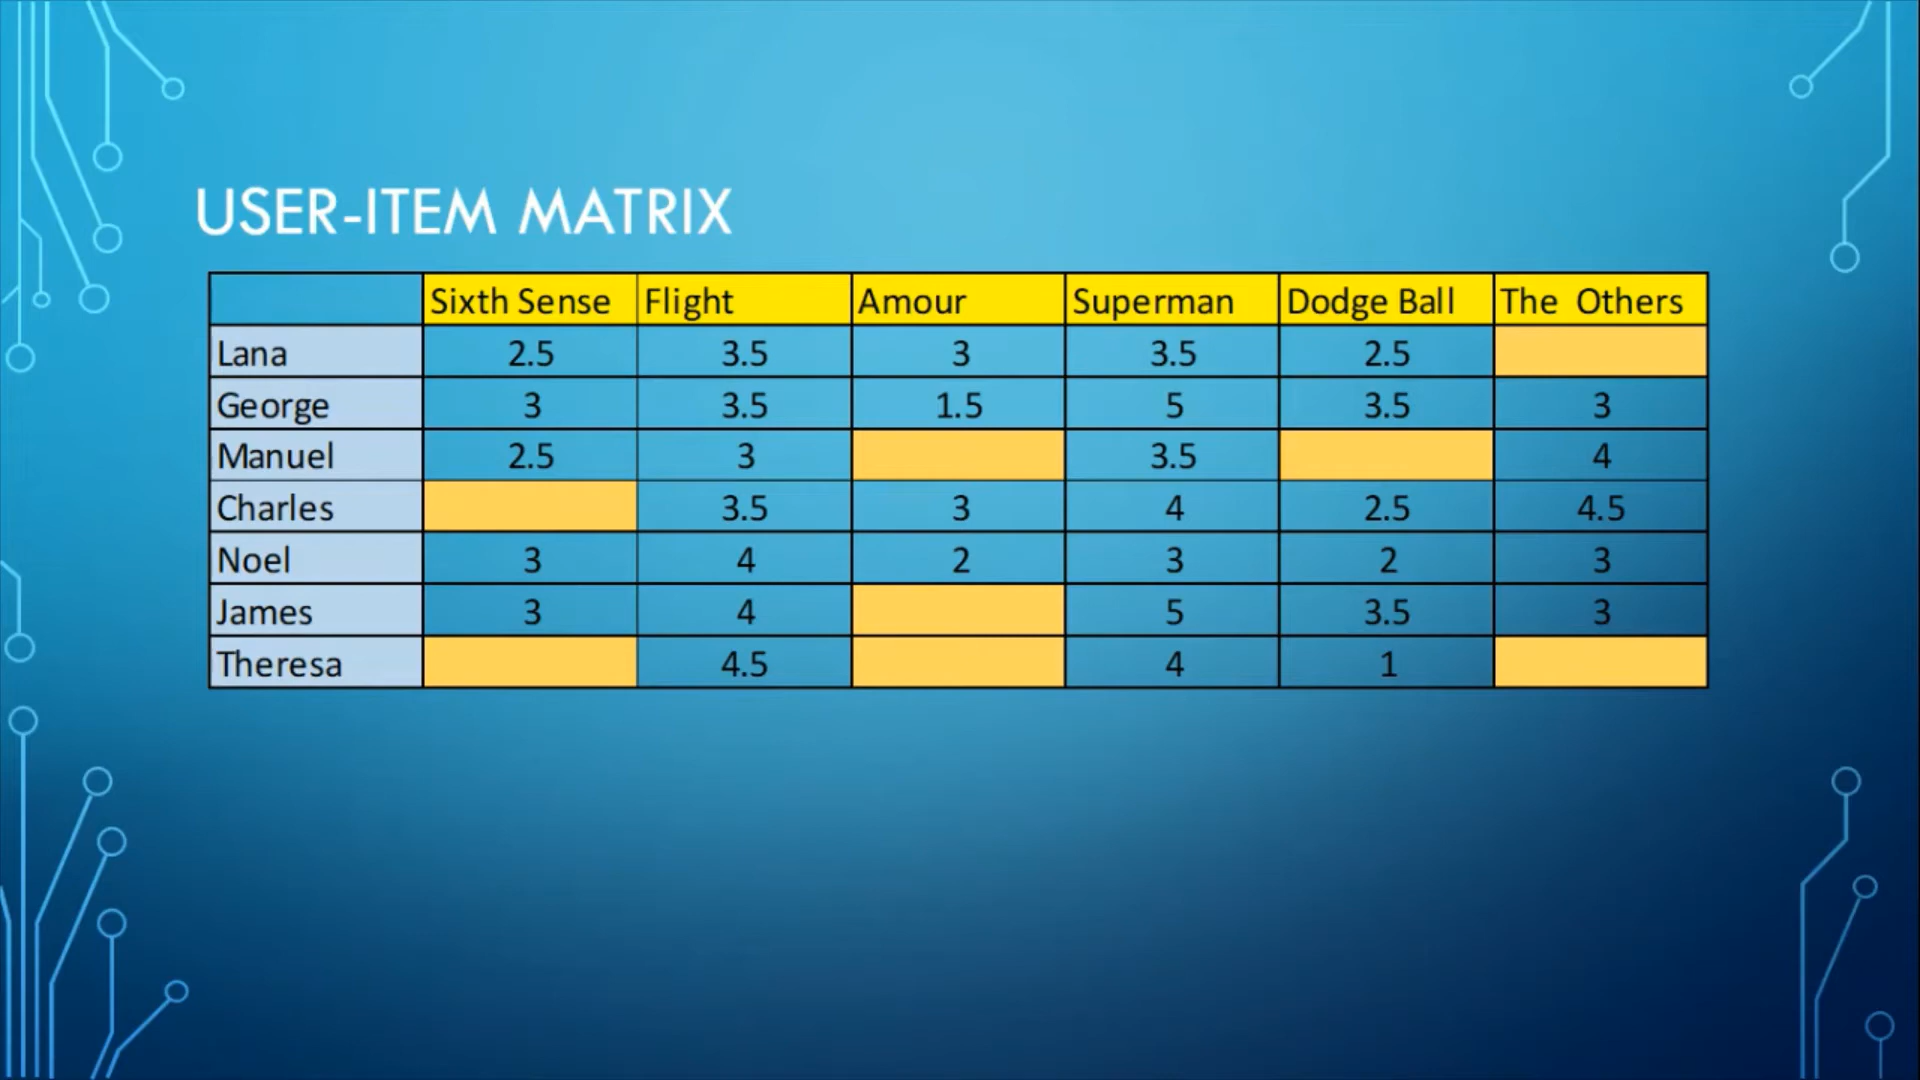 USER-ITEM MATRIX
Sixth Sense Flight Amour Superman Dodge Ball The Others
Lana 2.5 3.5 3 3.5 2.5
George 3 3.5 1.5 5 3.5 3
Manuel 2.5 3 3.5 4
Charles 3.5 3 4 2.5 4.5
Noel 3 4 2 3 2 3
James 3 4 5 3.5 3
Theresa 4.5 4 1